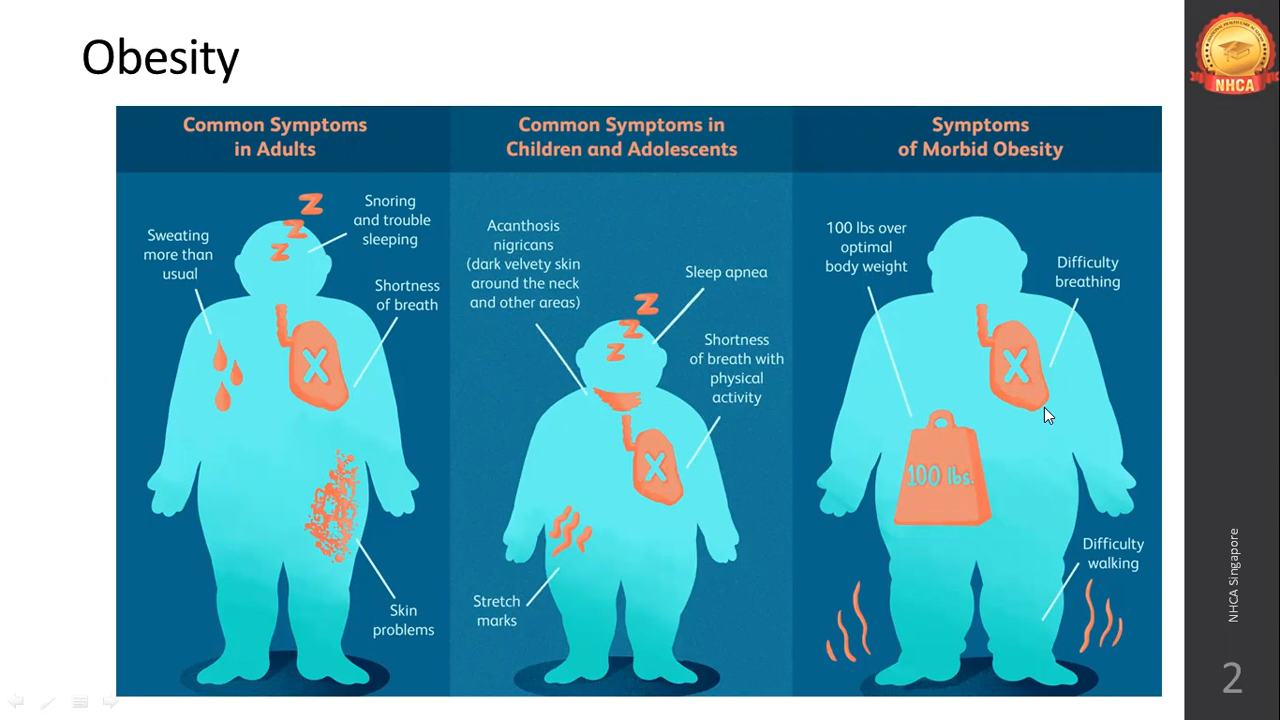 Obesity
NHCA
Common Symptoms
in Adults
Snoring
and trouble
sleeping
Sweating
more than
usual
Shortness
of breath
Skin
problems
Common Symptoms in
Children and Adolescents
Acanthosis
nigricans
(dark velvety skin
around the neck
and other areas)
Sleep apnea
Shortness
of breath with
physical
activity
Stretch
marks
Symptoms
of Morbid Obesity
100 lbs over
optimal
body weight
Difficulty
breathing
100 lbs.
Difficulty
walking
NHCA Singapore
2